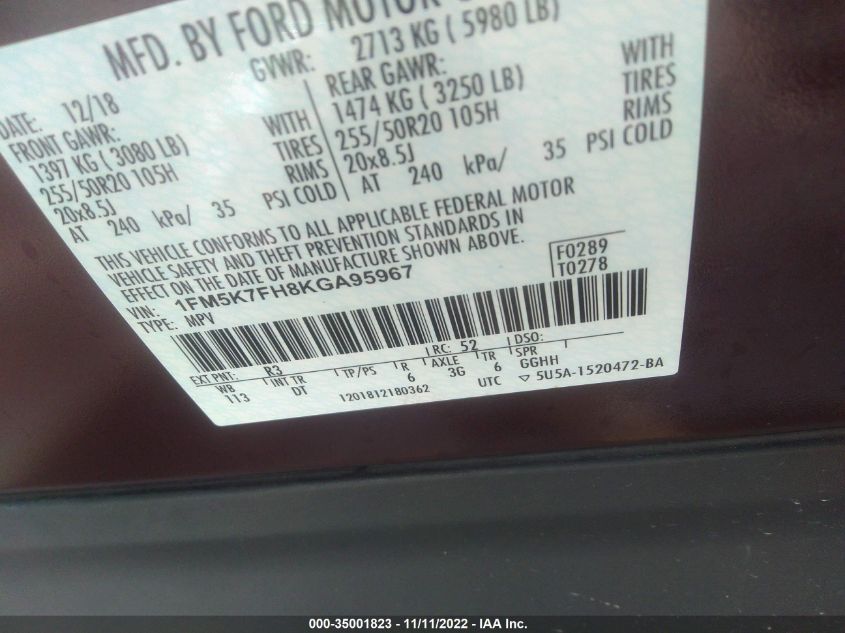 MFD. BY FORD MOTOR
DATE: 12/18
GVWR: 2713 KG ( 5980 LB)
FRONT GAWR:
1397 KG ( 3080 LB) WITH
255/50R20 105H TIRES
20x8.5J RIMS
AT 240 kPa/ 35 PSI COLD
REAR GAWR:
1474 KG ( 3250 LB) WITH
255/50R20 105H TIRES
20x8.5J RIMS
AT 240 kPa/ 35 PSI COLD
THIS VEHICLE CONFORMS TO ALL APPLICABLE FEDERAL MOTOR
VEHICLE SAFETY AND THEFT PREVENTION STANDARDS IN
EFFECT ON THE DATE OF MANUFACTURE SHOWN ABOVE.
VIN: 1FM5K7FH8KGA95967
TYPE: MPV
F0289
T0278
EXT PNT: R3 RC: 52 DSO:
WB INT TR TP/PS R AXLE TR SPR
113 DT 6 3G 6 GGHH
1201812180362 UTC ▽ 5U5A-1520472-BA
000-35001823 - 11/11/2022 - IAA Inc.